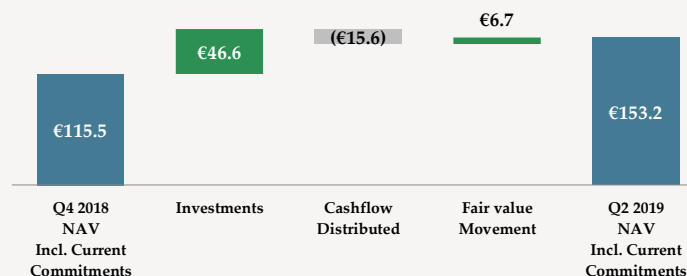 €6.7
(€15.6)
€46.6
€115.5
€153.2
Q4 2018
NAV
Incl. Current
Commitments
Investments
Cashflow
Distributed
Fair value
Movement
Q2 2019
NAV
Incl. Current
Commitments